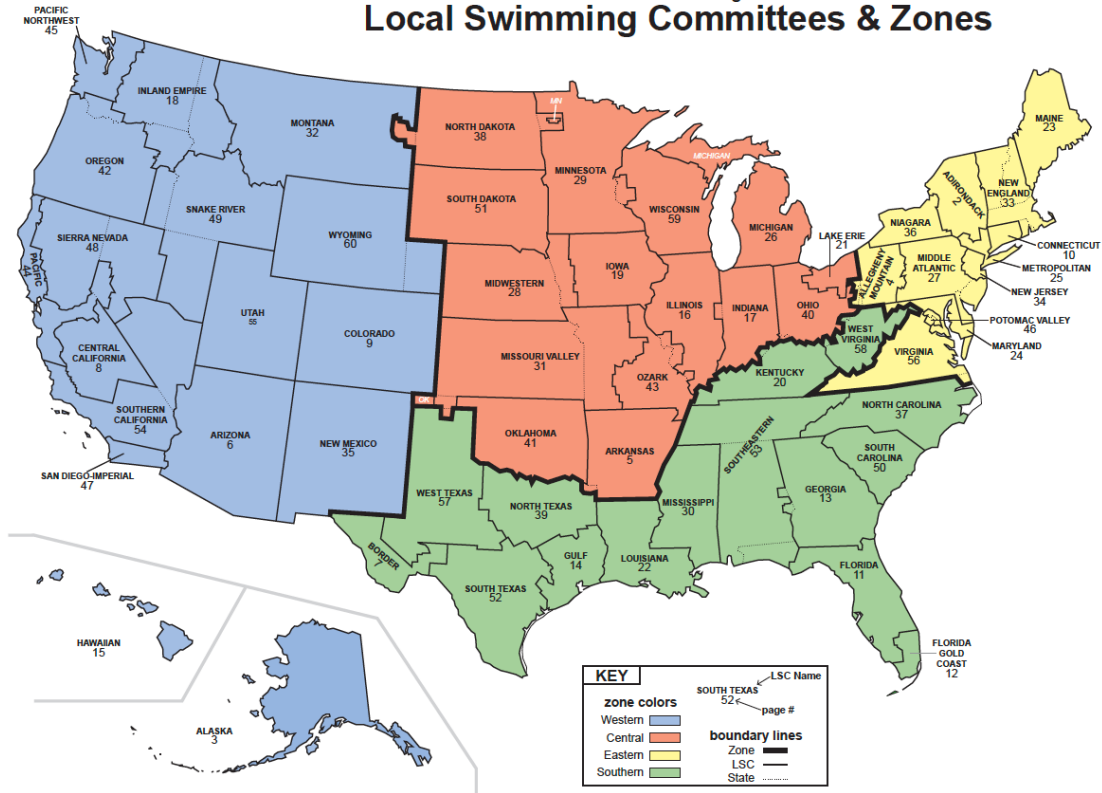 Local Swimming Committees & Zones
PACIFIC
NORTHWEST
45
INLAND EMPIRE
18
MONTANA
32
OREGON
42
SNAKE RIVER
49
WYOMING
60
SIERRA NEVADA
48
PACIFIC
44
UTAH
55
COLORADO
9
CENTRAL
CALIFORNIA
8
SOUTHERN
CALIFORNIA
54
SAN DIEGO-IMPERIAL
47
ARIZONA
6
NEW MEXICO
35
HAWAIIAN
15
ALASKA
3
NORTH DAKOTA
38
MN
MINNESOTA
29
SOUTH DAKOTA
51
MICHIGAN
WISCONSIN
59
MICHIGAN
26
LAKE ERIE
21
MIDWESTERN
28
IOWA
19
ILLINOIS
16
INDIANA
17
OHIO
40
MISSOURI VALLEY
31
OZARK
43
OK
OKLAHOMA
41
ARKANSAS
5
MAINE
23
ADIRONDACK
2
NEW
ENGLAND
33
NIAGARA
36
CONNECTICUT
10
METROPOLITAN
25
ALLEGHENY
MOUNTAIN
4
MIDDLE
ATLANTIC
27
NEW JERSEY
34
POTOMAC VALLEY
46
MARYLAND
24
VIRGINIA
56
WEST
VIRGINIA
58
KENTUCKY
20
NORTH CAROLINA
37
SOUTHEASTERN
53
SOUTH
CAROLINA
50
GEORGIA
13
MISSISSIPPI
30
WEST TEXAS
57
NORTH TEXAS
39
BORDER
7
GULF
14
LOUISIANA
22
SOUTH TEXAS
52
FLORIDA
11
FLORIDA
GOLD
COAST
12
KEY
LSC Name
SOUTH TEXAS
52
page #
zone colors
Western
Central
Eastern
Southern
boundary lines
Zone
LSC
State